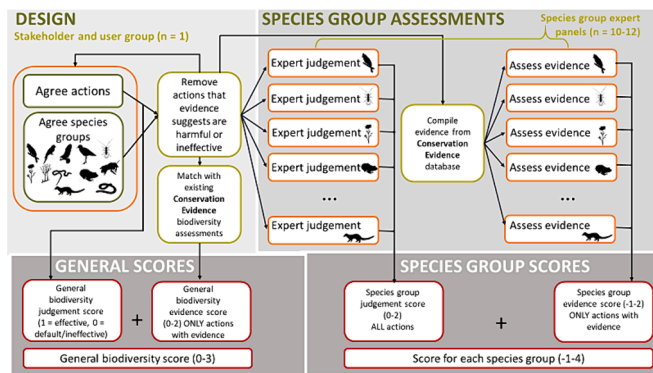 DESIGN
Stakeholder and user group (n = 1)
Agree actions
Agree species
groups
Remove
actions that
evidence
suggests are
harmful or
ineffective
Match with
existing
Conservation
Evidence
biodiversity
assessments
SPECIES GROUP ASSESSMENTS
Species group expert
panels (n = 10-12)
Expert judgement
Expert judgement
Expert judgement
Expert judgement
...
Expert judgement
Compile
evidence from
Conservation
Evidence
database
Assess evidence
Assess evidence
Assess evidence
Assess evidence
...
Assess evidence
GENERAL SCORES
General
biodiversity
judgement score
(1 = effective, 0 =
default/ineffective)
+
General
biodiversity
evidence score
(0-2) ONLY actions
with evidence
General biodiversity score (0-3)
SPECIES GROUP SCORES
Species group
judgement score
(0-2)
ALL actions
+
Species group
evidence score (-1-2)
ONLY actions with
evidence
Score for each species group (-1-4)